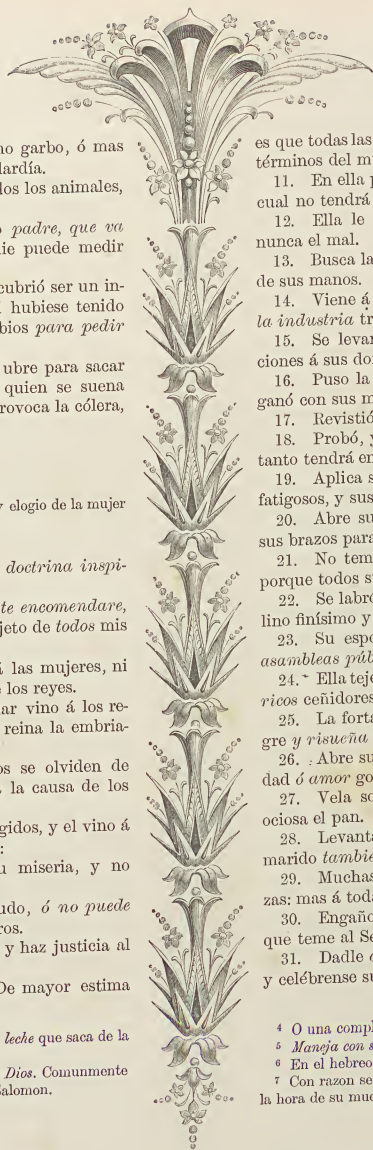 no garbo, ó mas
lardía.
dos los animales,
padre, que va
die puede medir
cubrió ser un in-
hubiese tenido
bios para pedir
ubre para sacar
quien se suena
rovoca la cólera,
elogio de la mujer
doctrina inspi-
te encomendare,
jeto de todos mis
á las mujeres, ni
e los reyes.
lar vino á los re-
reina la embria-
os se olviden de
la causa de los
gidos, y el vino á
:
u miseria, y no
udo, ó no puede
ros.
y haz justicia al
De mayor estima
leche que saca de la
Dios. Comunmente
Salomon.
es que todas las
términos del m
11. En ella p
cual no tendrá
12. Ella le
nunca el mal.
13. Busca la
de sus manos.
14. Viene á
la industria tr
15. Se levan
ciones á sus do
16. Puso la
ganó con sus m
17. Revistió
18. Probó, y
tanto tendrá en
19. Aplica s
fatigosos, y sus
20. Abre su
sus brazos para
21. No tem
porque todos su
22. Se labró
lino finísimo y
23. Su espo
asambleas públ
24. Ella teje
ricos ceñidores
25. La forta
gre y risueña
26. Abre su
dad ó amor go
27. Vela so
ociosa el pan.
28. Levanta
marido tambie
29. Muchas
zas: mas á toda
30. Engaño
que teme al Se
31. Dadle
y celébrense su
4 O una compl
5 Maneja con s
6 En el hebreo
7 Con razon se
la hora de su mue